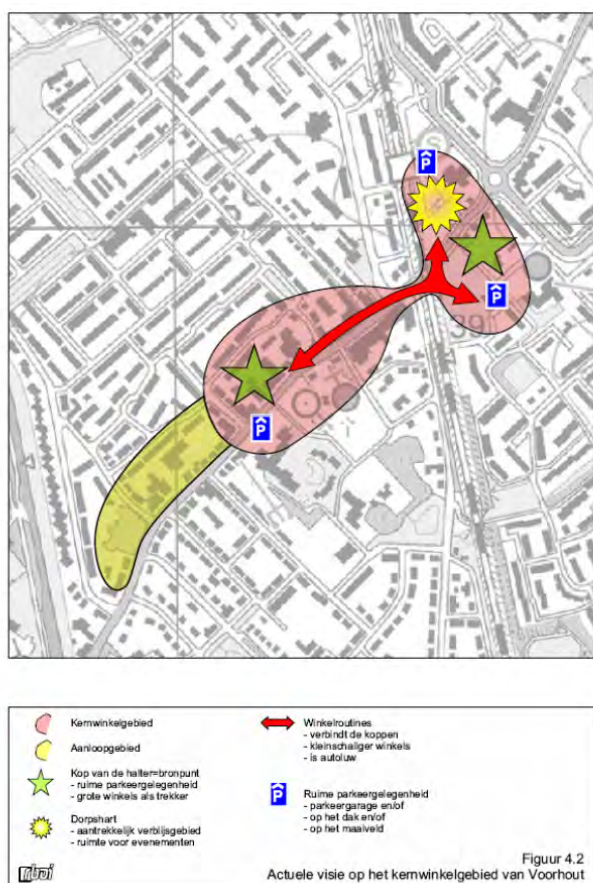 P
P
P
39
Kernwinkelgebied
Aanloopgebied
Kop van de halter=bronpunt
- ruime parkeergelegenheid
- grote winkels als trekker
Dorpshart
- aantrekkelijk verblijsgebied
- ruimte voor evenementen
Winkelroutines
- verbindt de koppen
- kleinschaliger winkels
- is autoluw
P
Ruime parkeergelegenheid
- parkeergarage en/of
- op het dak en/of
- op het maaiveld
Figuur 4.2
Actuele visie op het kernwinkelgebied van Voorhout